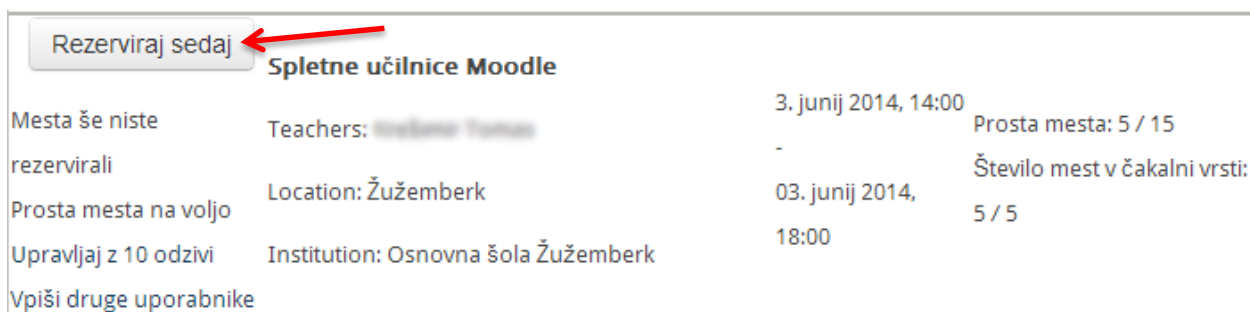 Rezerviraj sedaj
Mesta še niste
rezervirali
Prosta mesta na voljo
Upravljaj z 10 odzivi
Vpiši druge uporabnike
Spletne učilnice Moodle
Teachers:
Location: Žužemberk
Institution: Osnovna šola Žužemberk
3. junij 2014, 14:00
-
03. junij 2014,
18:00
Prosta mesta: 5 / 15
Število mest v čakalni vrsti:
5 / 5